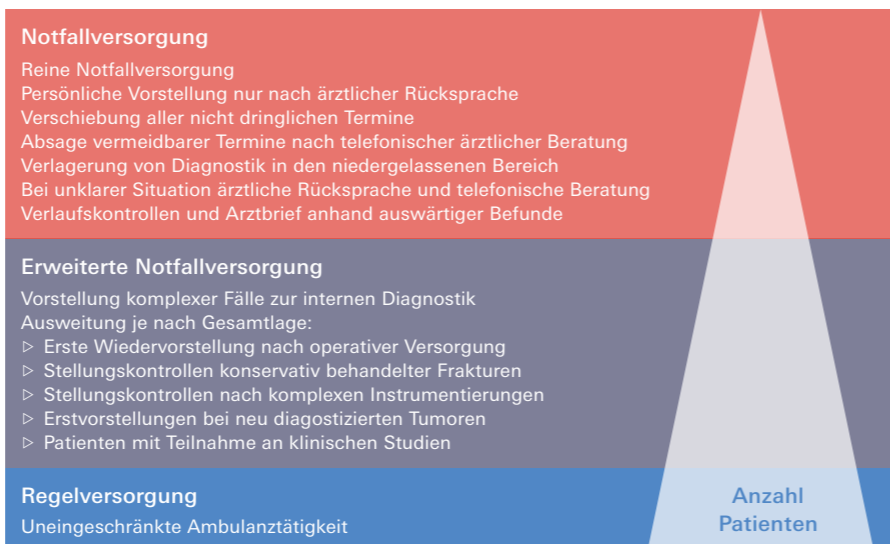 Notfallversorgung
Reine Notfallversorgung
Persönliche Vorstellung nur nach ärztlicher Rücksprache
Verschiebung aller nicht dringlichen Termine
Absage vermeidbarer Termine nach telefonischer ärztlicher Beratung
Verlagerung von Diagnostik in den niedergelassenen Bereich
Bei unklarer Situation ärztliche Rücksprache und telefonische Beratung
Verlaufskontrollen und Arztbrief anhand auswärtiger Befunde
Erweiterte Notfallversorgung
Vorstellung komplexer Fälle zur internen Diagnostik
Ausweitung je nach Gesamtlage:
▷ Erste Wiedervorstellung nach operativer Versorgung
▷ Stellungskontrollen konservativ behandelter Frakturen
▷ Stellungskontrollen nach komplexen Instrumentierungen
▷ Erstvorstellungen bei neu diagostizierten Tumoren
▷ Patienten mit Teilnahme an klinischen Studien
Regelversorgung
Uneingeschränkte Ambulanztätigkeit
Anzahl
Patienten